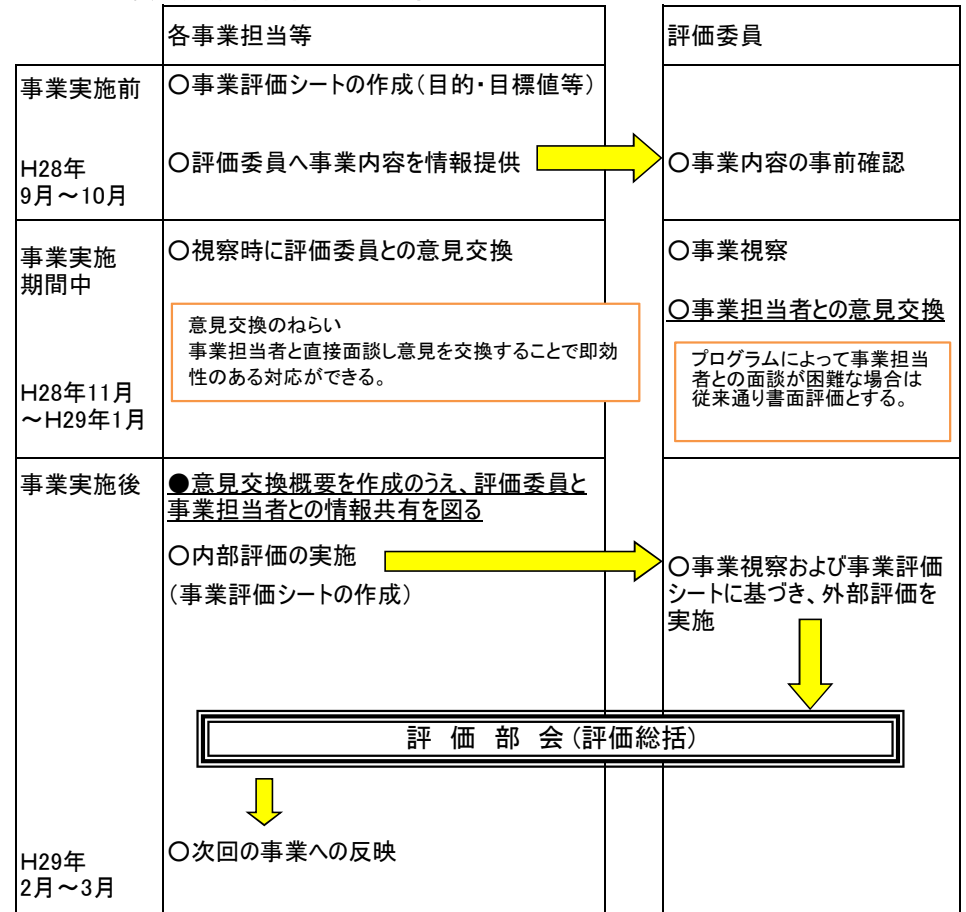 各事業担当等
評価委員
事業実施前
〇事業評価シートの作成(目的・目標値等)
〇評価委員へ事業内容を情報提供
〇事業内容の事前確認
H28年
9月~10月
事業実施
期間中
〇視察時に評価委員との意見交換
〇事業視察
〇事業担当者との意見交換
意見交換のねらい
事業担当者と直接面談し意見を交換することで即効
性のある対応ができる。
プログラムによって事業担当
者との面談が困難な場合は
従来通り書面評価とする。
H28年11月
~H29年1月
事業実施後
●意見交換概要を作成のうえ、評価委員と
事業担当者との情報共有を図る
〇内部評価の実施
(事業評価シートの作成)
〇事業視察および事業評価
シートに基づき、外部評価を
実施
評 価 部 会(評価総括)
〇次回の事業への反映
H29年
2月~3月